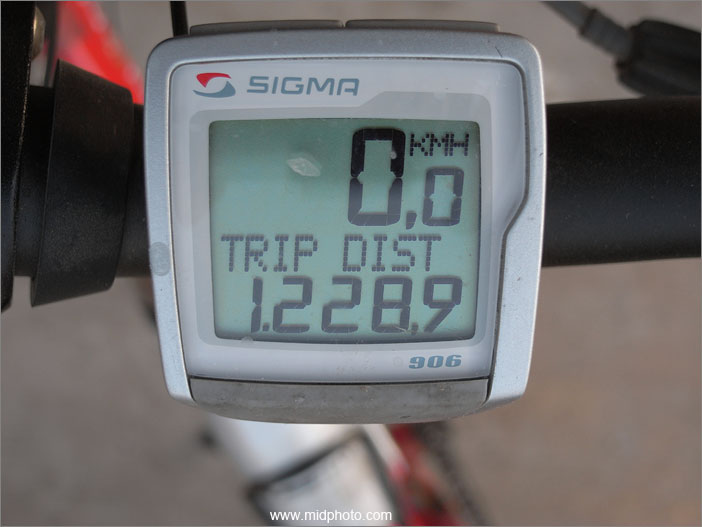 SIGMA
0,0 KMH
TRIP DIST
1.228,9
906
www.midphoto.com